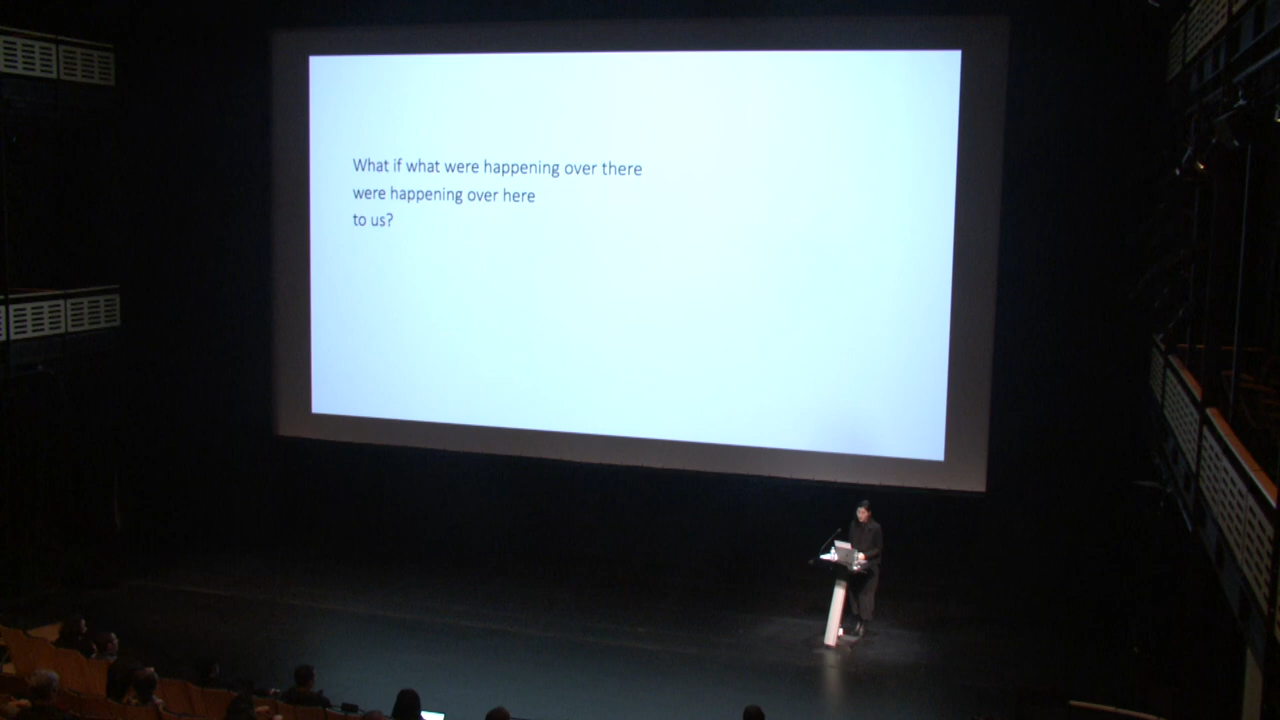 What if what were happening over there
were happening over here
to us?